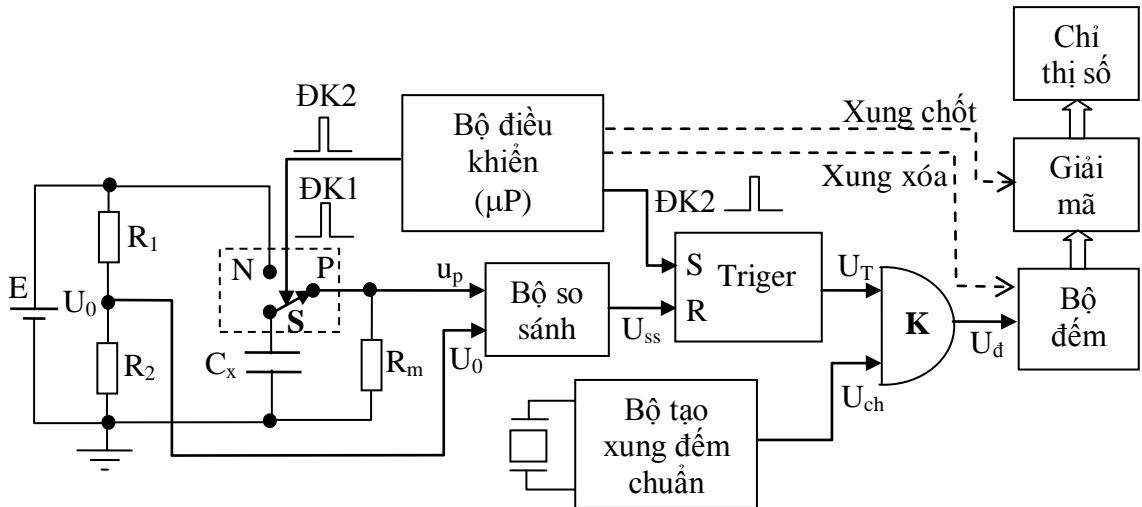 Chỉ
thị số
ĐK2
Bộ điều
khiển
(µP)
Xung chốt
Giải
mã
Xung xóa
ĐK1
ĐK2
R1
N
P
up
S
Triger
UT
E
U0
S
Bộ so
sánh
R
K
Bộ
đếm
Uss
Uđ
R2
Cx
Rm
U0
Uch
Bộ tạo
xung đếm
chuẩn